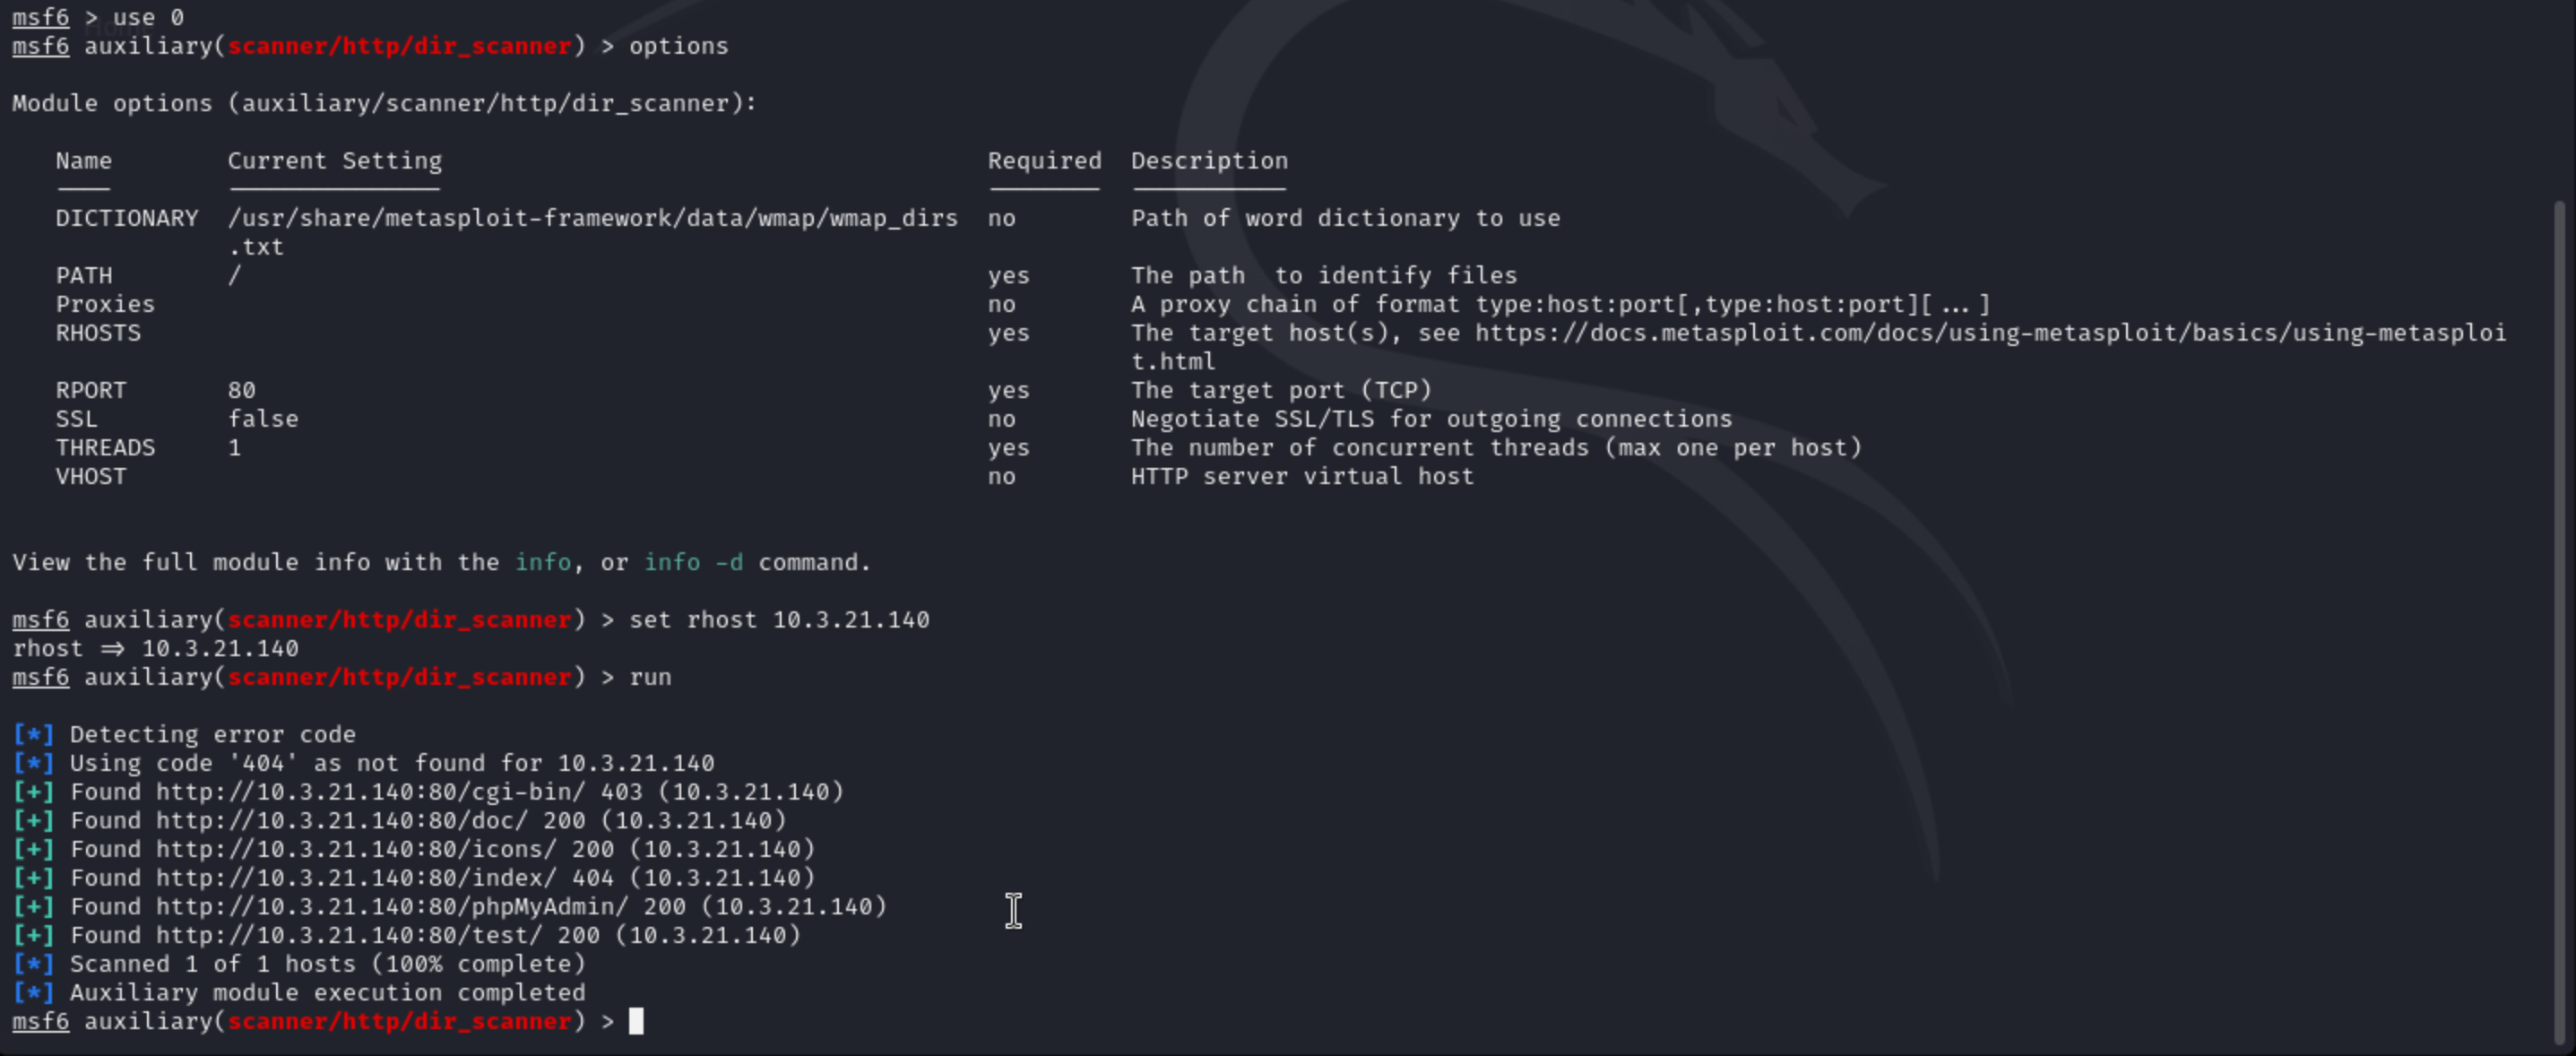 msf6 > use 0
msf6 auxiliary(scanner/http/dir_scanner) > options
Module options (auxiliary/scanner/http/dir_scanner):
Name Current Setting Required Description
DICTIONARY /usr/share/metasploit-framework/data/wmap/wmap_dirs no Path of word dictionary to use
.txt
PATH / yes The path  to identify files
Proxies no A proxy chain of format type:host:port[,type:host:port][...]
RHOSTS yes The target host(s), see https://docs.metasploit.com/docs/using-metasploit/basics/using-metasploi
t.html
RPORT 80 yes The target port (TCP)
SSL false no Negotiate SSL/TLS for outgoing connections
THREADS 1 yes The number of concurrent threads (max one per host)
VHOST no HTTP server virtual host
View the full module info with the info, or info -d command.
msf6 auxiliary(scanner/http/dir_scanner) > set rhost 10.3.21.140
rhost => 10.3.21.140
msf6 auxiliary(scanner/http/dir_scanner) > run
[*] Detecting error code
[*] Using code '404' as not found for 10.3.21.140
[+] Found http://10.3.21.140:80/cgi-bin/ 403 (10.3.21.140)
[+] Found http://10.3.21.140:80/doc/ 200 (10.3.21.140)
[+] Found http://10.3.21.140:80/icons/ 200 (10.3.21.140)
[+] Found http://10.3.21.140:80/index/ 404 (10.3.21.140)
[+] Found http://10.3.21.140:80/phpMyAdmin/ 200 (10.3.21.140)
[+] Found http://10.3.21.140:80/test/ 200 (10.3.21.140)
[*] Scanned 1 of 1 hosts (100% complete)
[*] Auxiliary module execution completed
msf6 auxiliary(scanner/http/dir_scanner) >